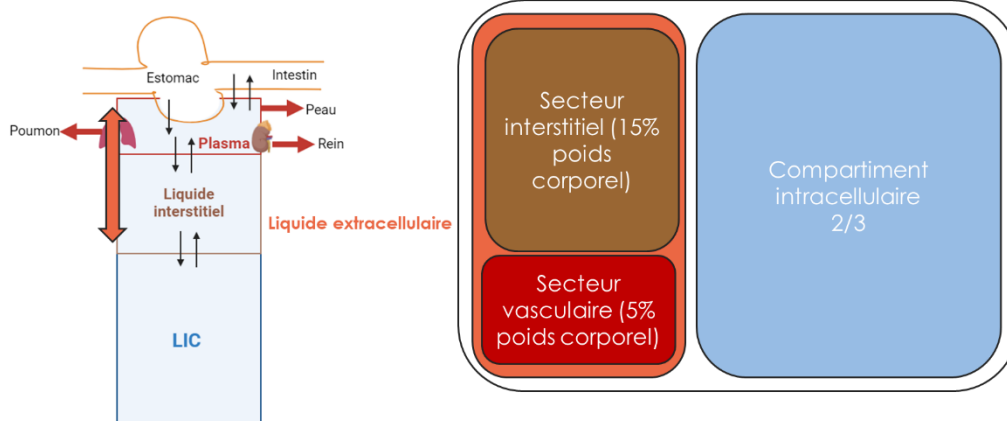 Estomac
Intestin
Peau
Poumon
Plasma
Rein
Liquide
interstitiel
Liquide extracellulaire
LIC
Secteur
interstitiel (15%
poids
corporel)
Secteur
vasculaire (5%
poids corporel)
Compartiment
intracellulaire
2/3